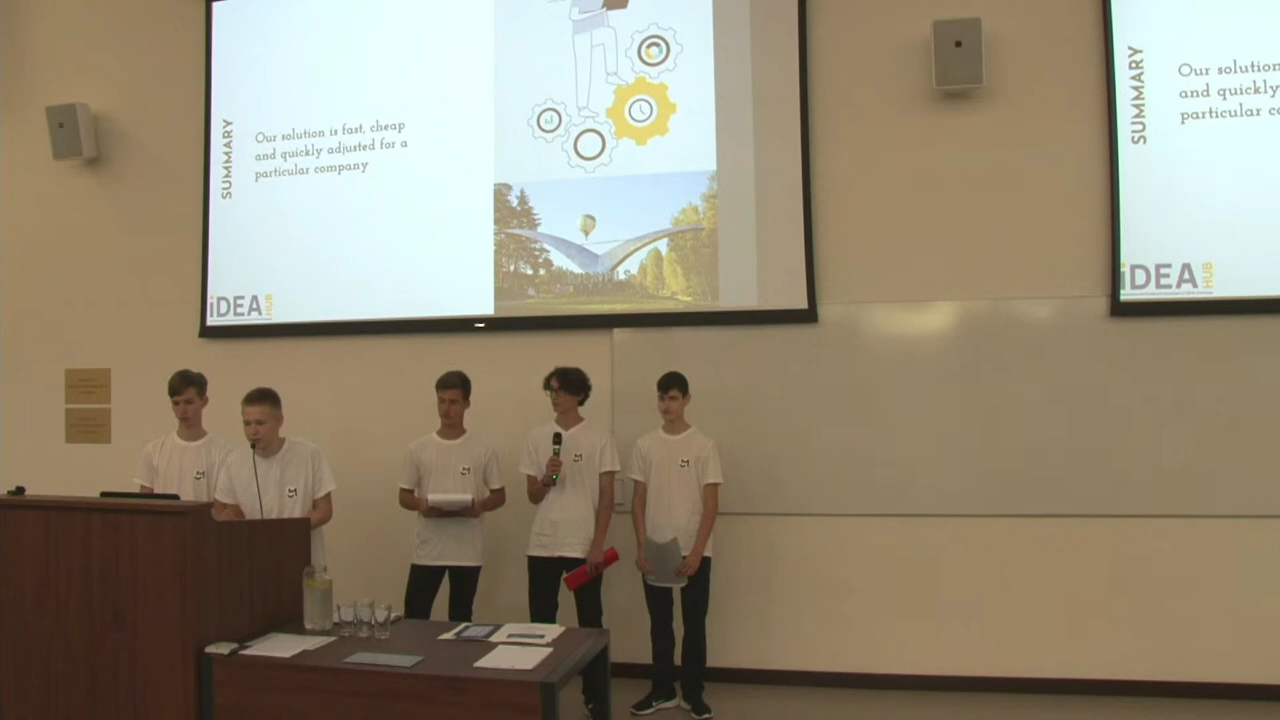 SUMMARY
Our solution is fast, cheap
and quickly adjusted for a
particular company
iDEA
HUB
SUMMARY
Our solution
and quickly
particular
iDEA
HUB